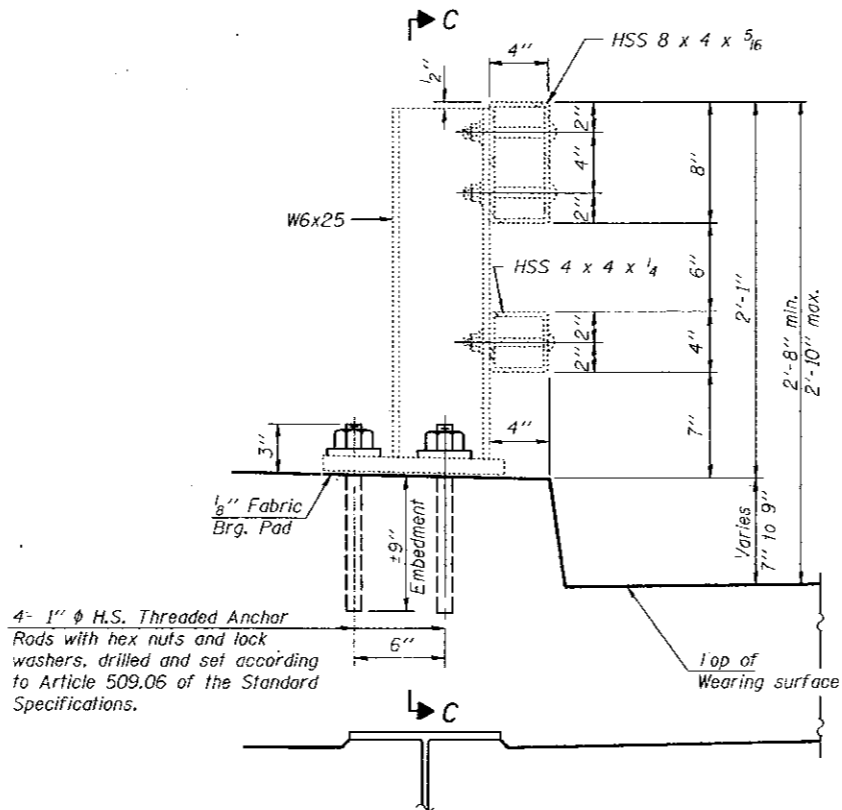 C
4"
HSS 8 x 4 x 5/16
1/2"
2"
4"
2"
8"
W6x25
6"
HSS 4 x 4 x 1/4
2'-1"
2'-8" min.
2'-10" max.
2"
2"
4"
3"
4"
7"
1/8" Fabric
Brg. Pad
±9"
Embedment
Varies
7" to 9"
4- 1" ϕ H.S. Threaded Anchor
Rods with hex nuts and lock
washers, drilled and set according
to Article 509.06 of the Standard
Specifications.
6"
Top of
Wearing surface
C